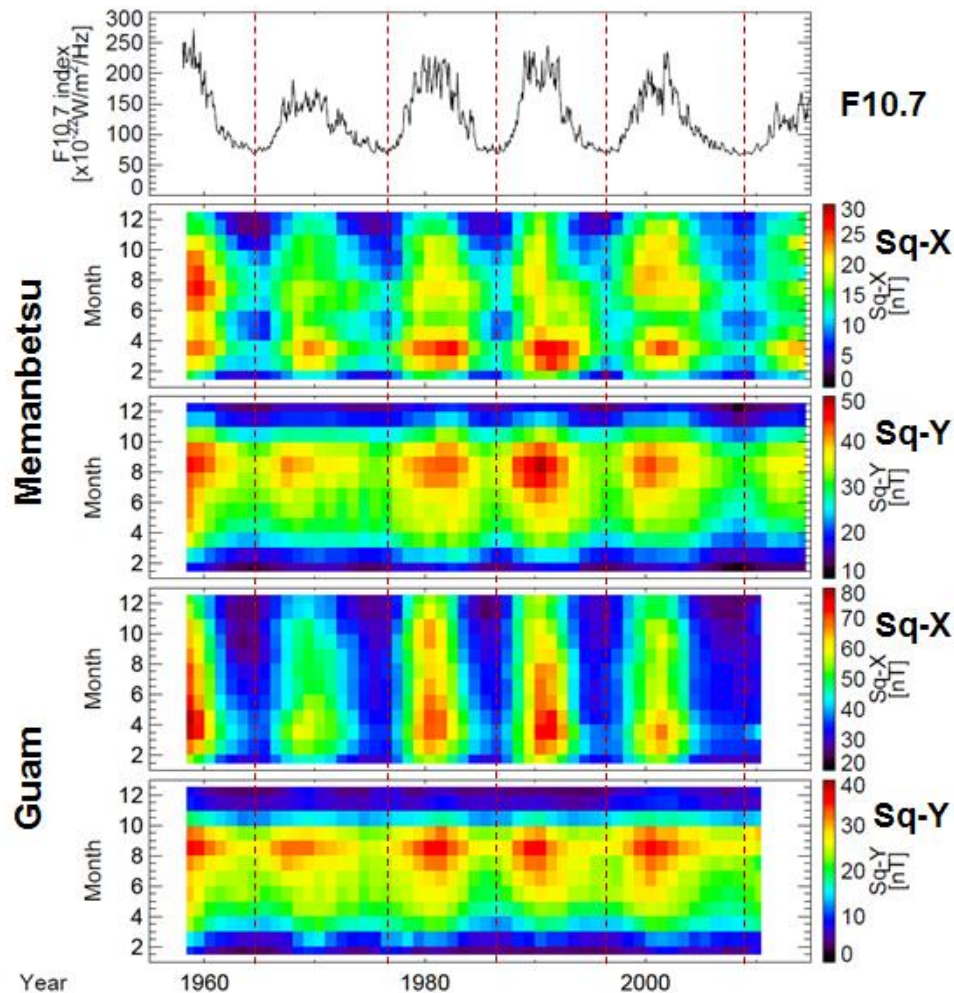 300
250
200
150
100
50
0
F10.7 index
[x10⁻²²W/m²/Hz]
F10.7
Memanbetsu
12
10
8
6
4
2
Month
30
25
20
15
10
5
0
Sq-X
[nT]
Sq-X
12
10
8
6
4
2
Month
50
40
30
20
10
Sq-Y
[nT]
Sq-Y
Guam
12
10
8
6
4
2
Month
80
70
60
50
40
30
20
Sq-X
[nT]
Sq-X
12
10
8
6
4
2
Month
40
30
20
10
0
Sq-Y
[nT]
Sq-Y
Year 1960 1980 2000